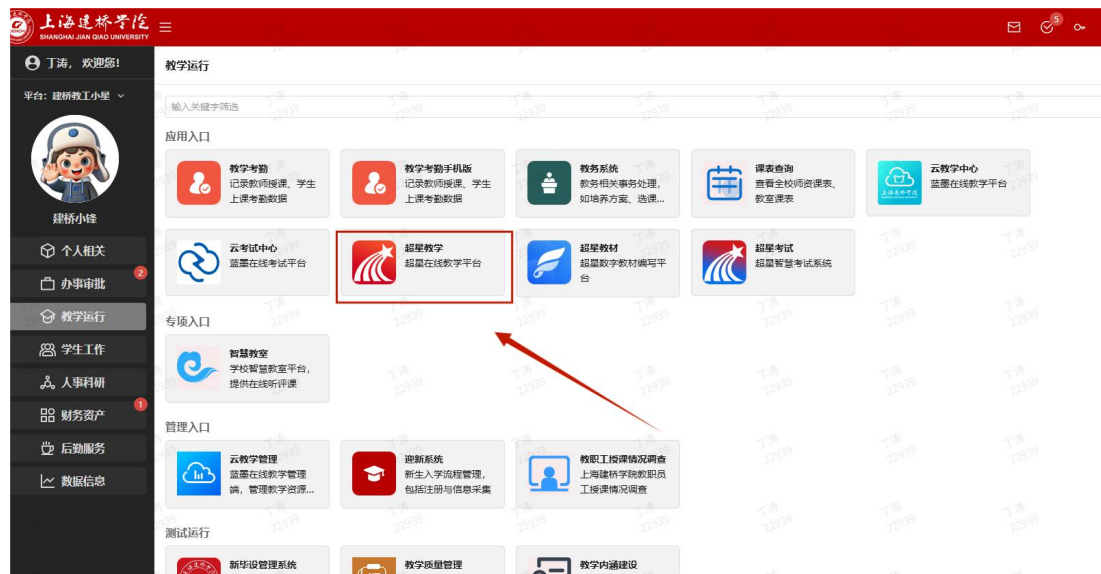 上海建桥学院
SHANGHAI JIAN QIAO UNIVERSITY
5
丁涛，欢迎您！
教学运行
平台：建桥教工小星
输入关键字筛选
应用入口
教学考勤
记录教师授课、学生
上课考勤数据
教学考勤手机版
记录教师授课、学生
上课考勤数据
教务系统
教务相关事务处理，
如培养方案、选课...
课表查询
查看全校师资课表、
教室课表
云教学中心
蓝墨在线教学平台
建桥小锋
云考试中心
蓝墨在线考试平台
超星教学
超星在线教学平台
超星教材
超星数字教材编写平
台
超星考试
超星智慧考试系统
个人相关
办事审批
2
教学运行
学生工作
人事科研
财务资产
1
后勤服务
数据信息
专项入口
智慧教室
学校智慧教室平台，
提供在线听评课
管理入口
云教学管理
蓝墨在线教学管理
端，管理教学资源...
迎新系统
新生入学流程管理，
包括注册与信息采集
教职工授课情况调查
上海建桥学院教职员
工授课情况调查
测试运行
新毕设管理系统
教学质量管理
教学内涵建设
丁涛
22939